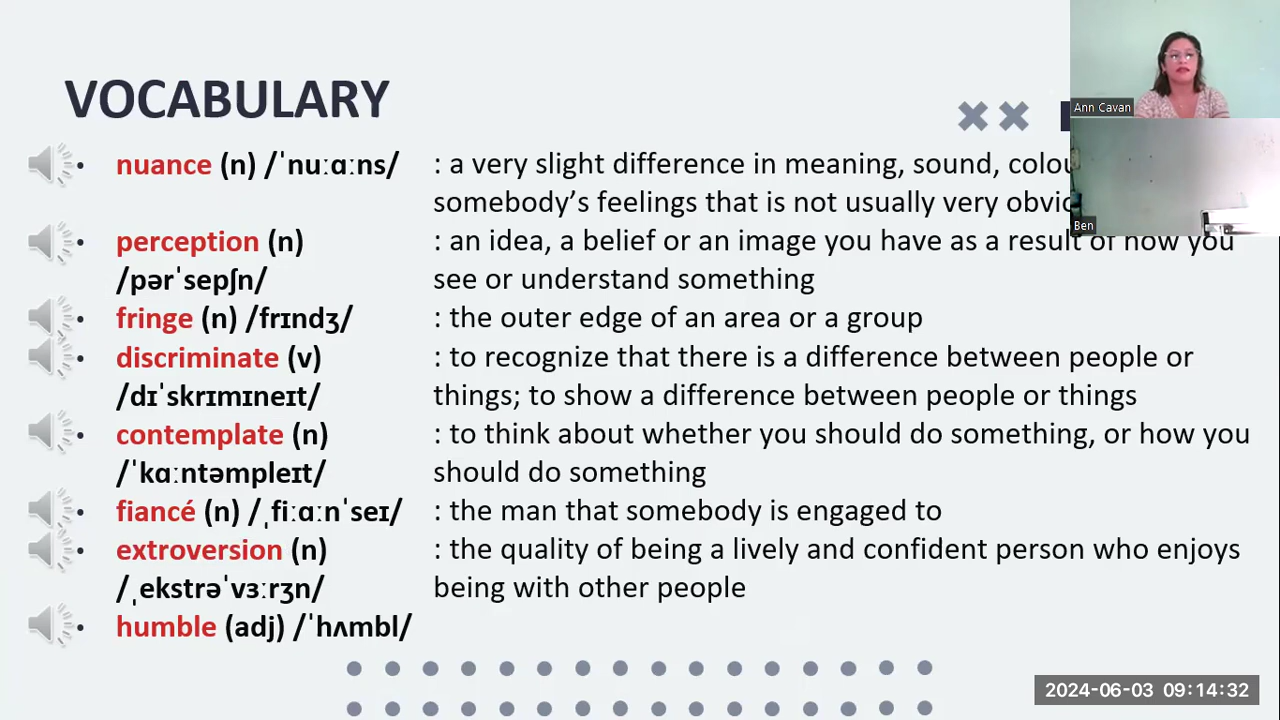 VOCABULARY
• nuance (n) /ˈnuːɑːns/ : a very slight difference in meaning, sound,
somebody’s feelings that is not usually very
• perception (n) : an idea, a belief or an image you have as a result of how you
/pərˈsepʃn/ see or understand something
• fringe (n) /frɪndʒ/ : the outer edge of an area or a group
• discriminate (v) : to recognize that there is a difference between people or
/dɪˈskrɪmɪneɪt/ things; to show a difference between people or things
• contemplate (n) : to think about whether you should do something, or how you
/ˈkɑːntəmpleɪt/ should do something
• fiancé (n) /ˌfiːɑːnˈseɪ/ : the man that somebody is engaged to
• extroversion (n) : the quality of being a lively and confident person who enjoys
/ˌekstrəˈvɜːrʒn/ being with other people
• humble (adj) /ˈhʌmbl/
Ann Cavan
Ben
2024-06-03 09:14:32